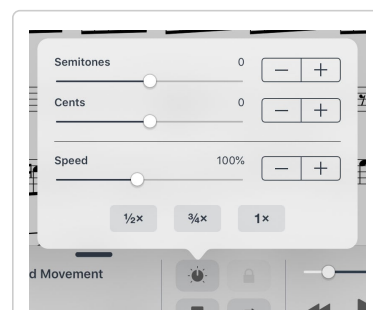 Semitones 0
Cents 0
Speed 100%
½× ¾× 1×
d Movement